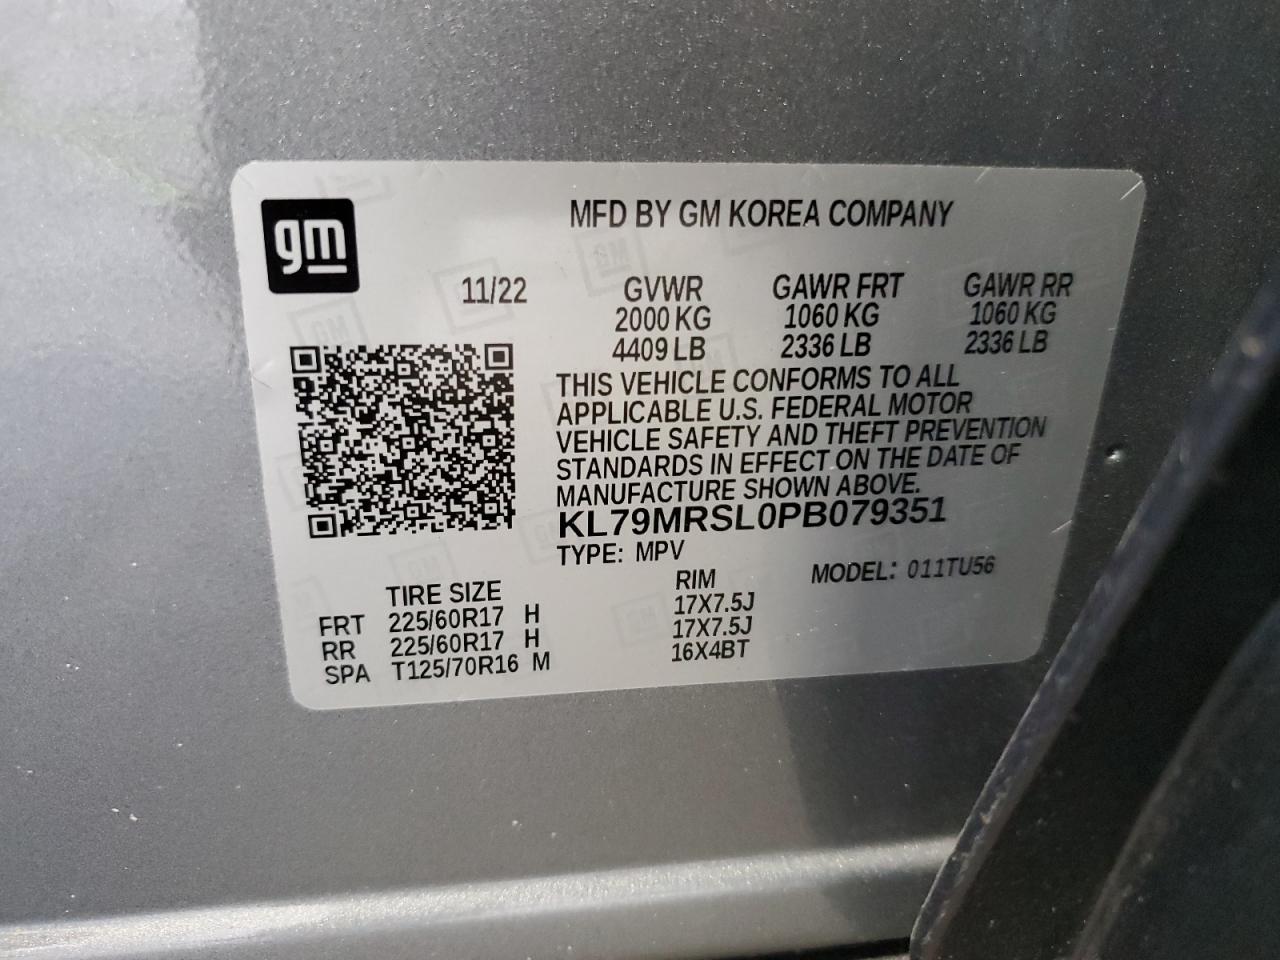 gm
MFD BY GM KOREA COMPANY
11/22 GVWR GAWR FRT GAWR RR
2000 KG 1060 KG 1060 KG
4409 LB 2336 LB 2336 LB
THIS VEHICLE CONFORMS TO ALL
APPLICABLE U.S. FEDERAL MOTOR
VEHICLE SAFETY AND THEFT PREVENTION
STANDARDS IN EFFECT ON THE DATE OF
MANUFACTURE SHOWN ABOVE.
KL79MRSL0PB079351
TYPE: MPV MODEL: 011TU56
TIRE SIZE RIM
FRT 225/60R17 H 17X7.5J
RR 225/60R17 H 17X7.5J
SPA T125/70R16 M 16X4BT